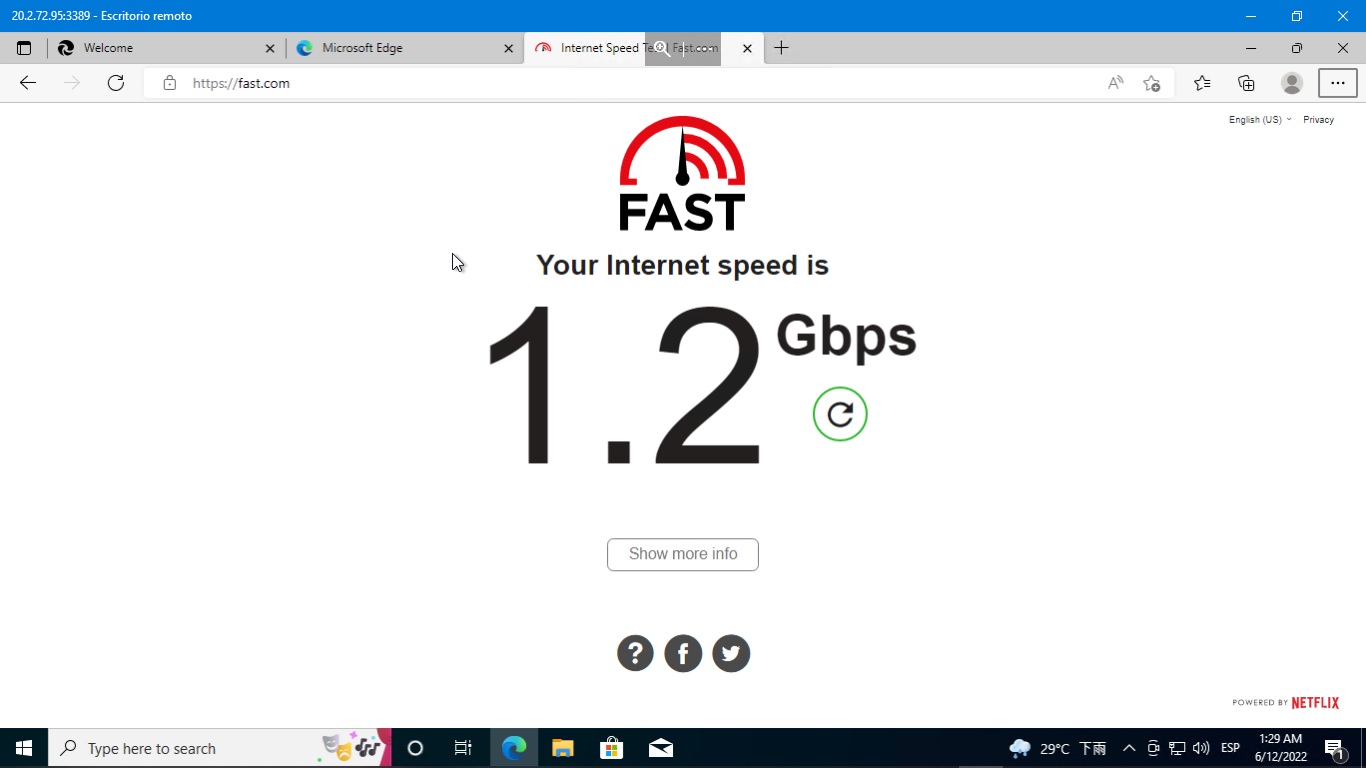 20.2.72.95:3389 - Escritorio remoto
Welcome
Microsoft Edge
Internet Speed Te
Fast.com
https://fast.com
English (US)
Privacy
FAST
Your Internet speed is
1.2 Gbps
Show more info
POWERED BY NETFLIX
Type here to search
29°C 下雨
ESP
1:29 AM
6/12/2022
1